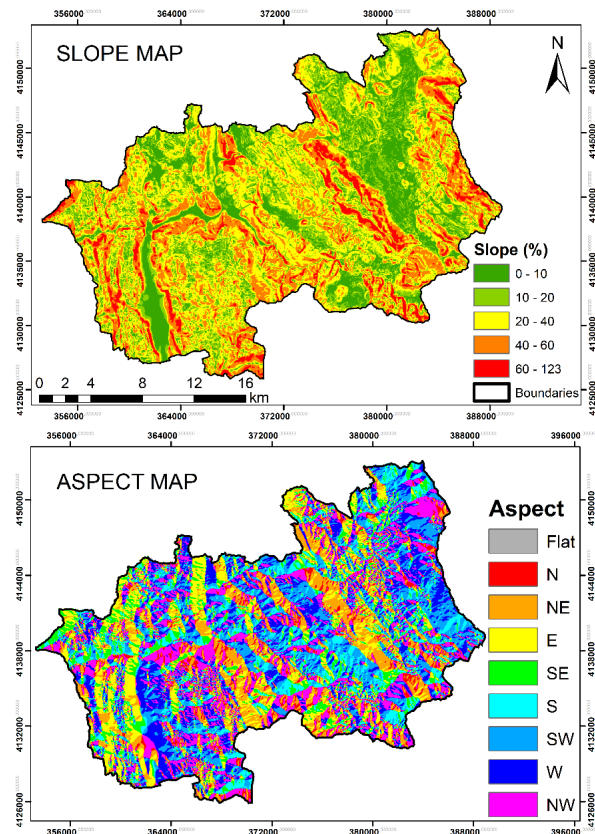 356000 364000 372000 380000 388000
SLOPE MAP
N
4150000
4145000
4140000
4135000
4130000
4125000
Slope (%)
0 - 10
10 - 20
20 - 40
40 - 60
60 - 123
Boundaries
0 2 4 8 12 16
km
356000 364000 372000 380000 388000
356000 364000 372000 380000 388000 396000
ASPECT MAP
4150000
4144000
4138000
4132000
4126000
Aspect
Flat
N
NE
E
SE
S
SW
W
NW
356000 364000 372000 380000 388000 396000